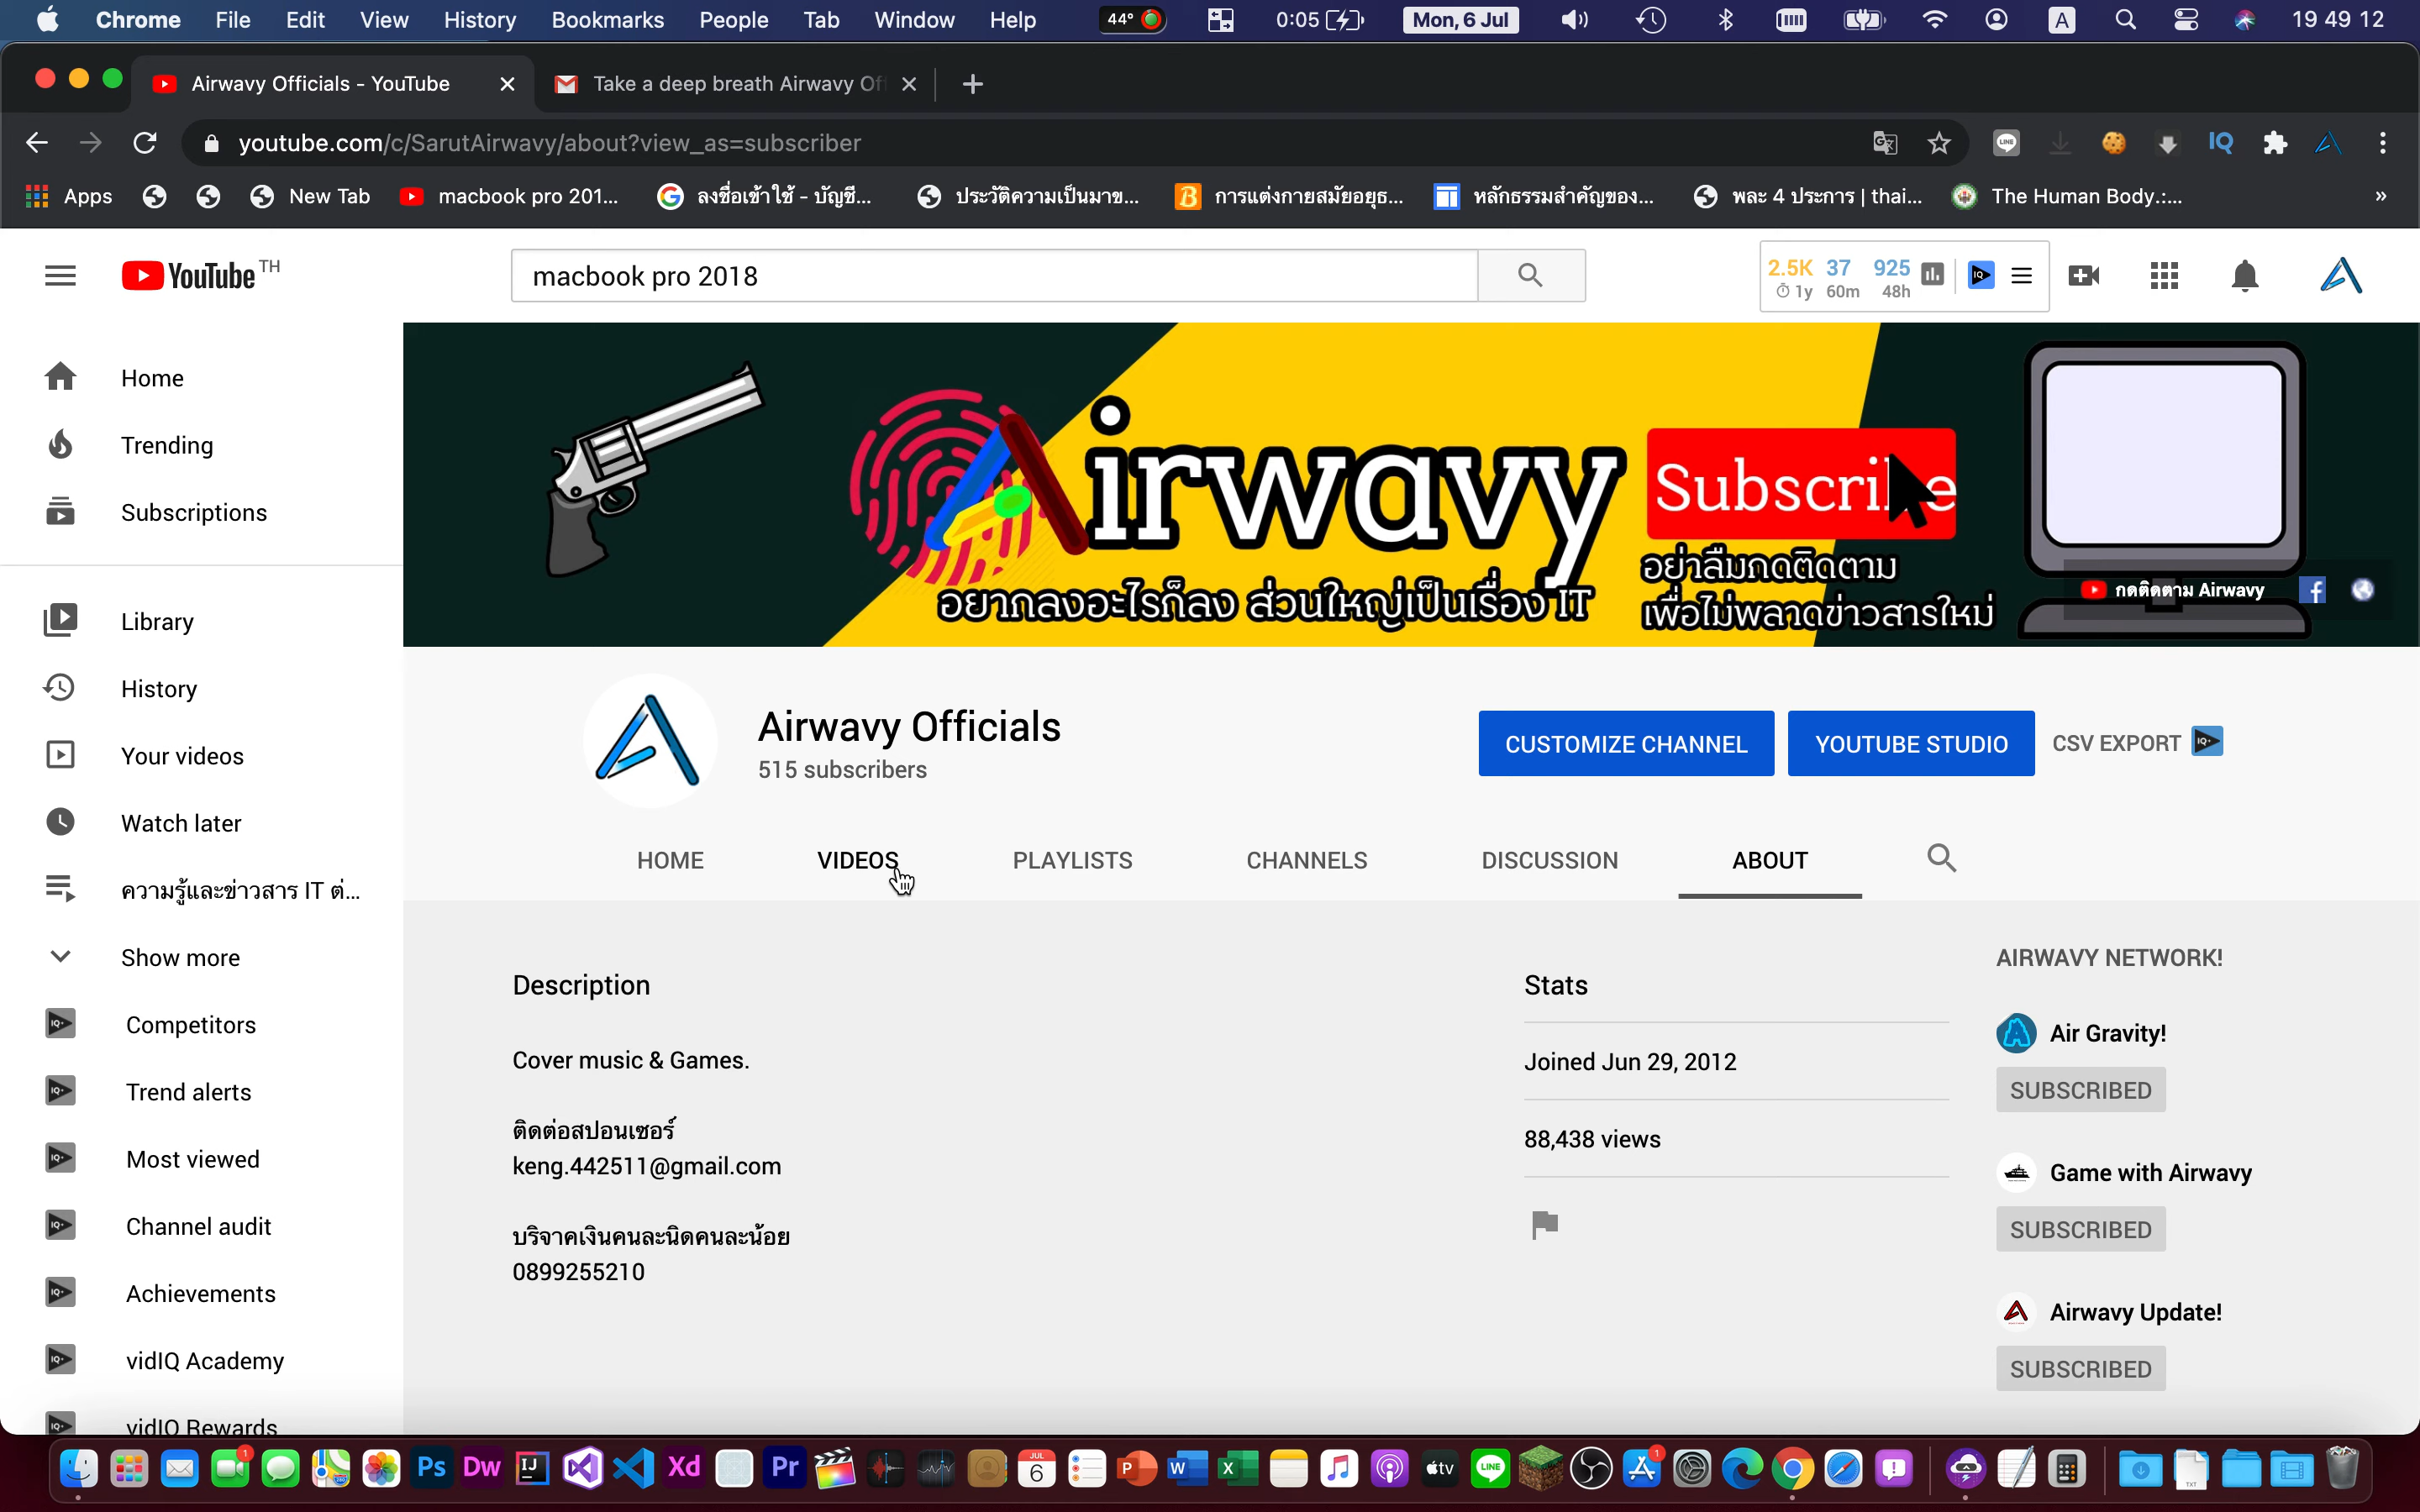 Chrome File Edit View History Bookmarks People Tab Window Help 44° 0:05 Mon, 6 Jul A 19 49 12
Airwavy Officials - YouTube Take a deep breath Airwavy Of
youtube.com/c/SarutAirwavy/about?view_as=subscriber LINE IQ
Apps New Tab macbook pro 201... ลงชื่อเข้าใช้ - บัญชี... ประวัติความเป็นมาข... การแต่งกายสมัยอยุธ... หลักธรรมสำคัญของ... พละ 4 ประการ | thai... The Human Body.:... »
YouTube TH
macbook pro 2018
2.5K 37 925
1y 60m 48h
Home
Trending
Subscriptions
Library
History
Your videos
Watch later
ความรู้และข่าวสาร IT ต่...
Show more
Competitors
Trend alerts
Most viewed
Channel audit
Achievements
vidIQ Academy
vidIQ Rewards
Airwavy
อยากลงอะไรก็ลง ส่วนใหญ่เป็นเรื่อง IT
Subscribe
อย่าลืมกดติดตาม
เพื่อไม่พลาดข่าวสารใหม่
กดติดตาม Airwavy
Airwavy Officials
515 subscribers
CUSTOMIZE CHANNEL YOUTUBE STUDIO CSV EXPORT
HOME VIDEOS PLAYLISTS CHANNELS DISCUSSION ABOUT
Description
Cover music & Games.
ติดต่อสปอนเซอร์
keng.442511@gmail.com
บริจาคเงินคนละนิดคนละน้อย
0899255210
Stats
Joined Jun 29, 2012
88,438 views
AIRWAVY NETWORK!
Air Gravity!
SUBSCRIBED
Game with Airwavy
SUBSCRIBED
Airwavy Update!
SUBSCRIBED
1 Ps Dw IJ Xd Pr JUL 6 P W X tv LINE 1 TXT